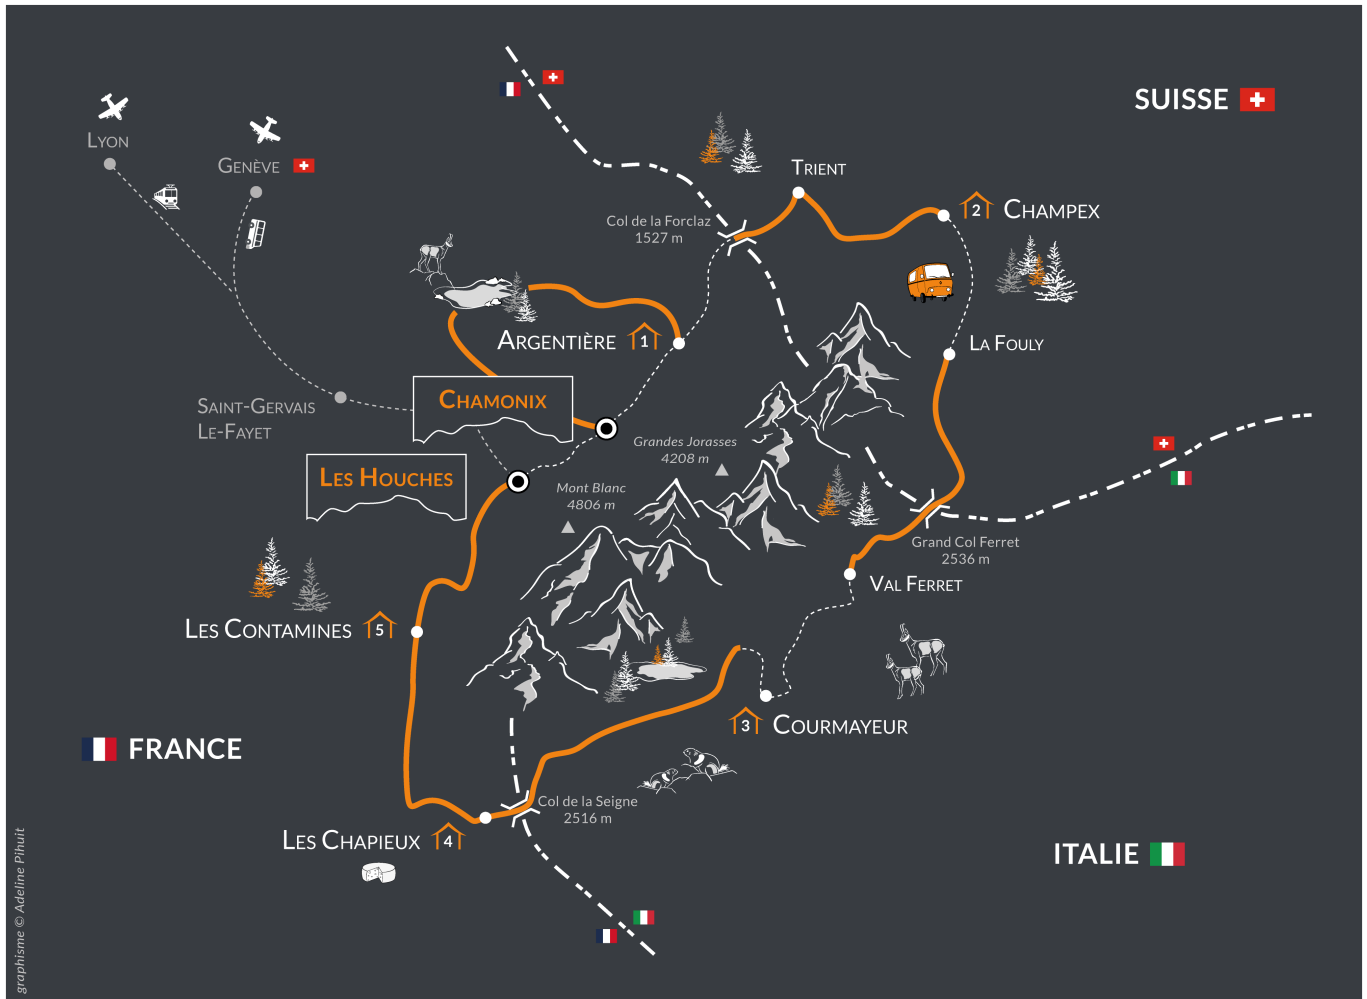 SUISSE
Lyon
Genève
Trient
Col de la Forclaz
1527 m
2
Champex
Argentière
1
La Fouly
Chamonix
Saint-Gervais
Le-Fayet
Grandes Jorasses
4208 m
Les Houches
Mont Blanc
4806 m
Grand Col Ferret
2536 m
Val Ferret
Les Contamines
5
3
Courmayeur
FRANCE
Col de la Seigne
2516 m
Les Chapieux
4
ITALIE
graphisme © Adeline Pihuit